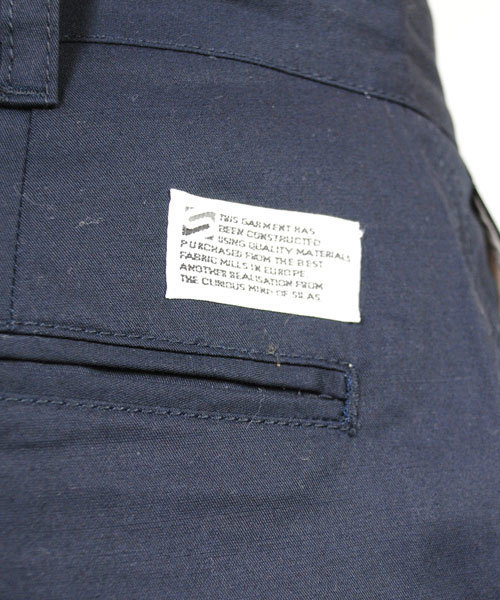 THIS GARMENT HAS
BEEN CONSTRUCTED
USING QUALITY MATERIALS
PURCHASED FROM THE BEST
FABRIC MILLS IN EUROPE
ANOTHER REALISATION FROM
THE CURIOUS MIND OF SILAS